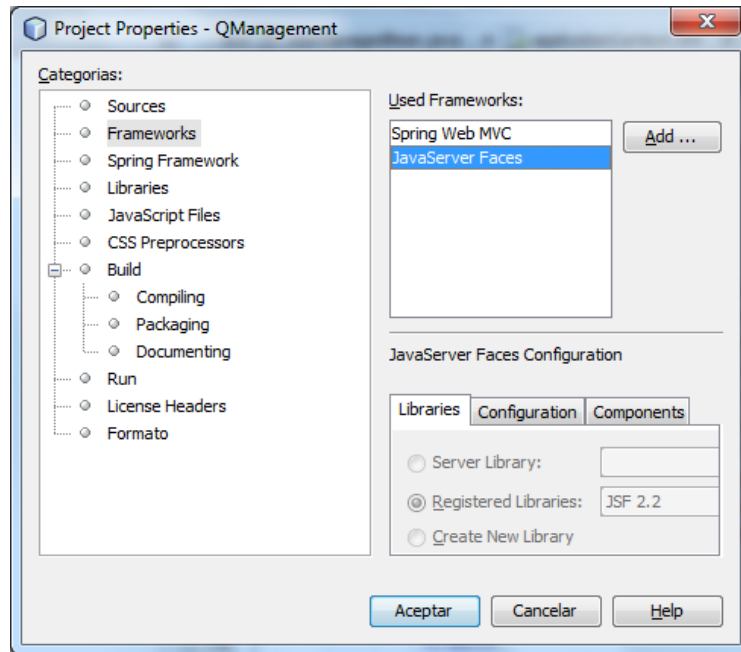 Project Properties - QManagement
Categorias:
Sources
Frameworks
Spring Framework
Libraries
JavaScript Files
CSS Preprocessors
Build
Compiling
Packaging
Documenting
Run
License Headers
Formato
Used Frameworks:
Spring Web MVC
JavaServer Faces
Add ...
JavaServer Faces Configuration
Libraries Configuration Components
Server Library:
Registered Libraries: JSF 2.2
Create New Library
Aceptar Cancelar Help